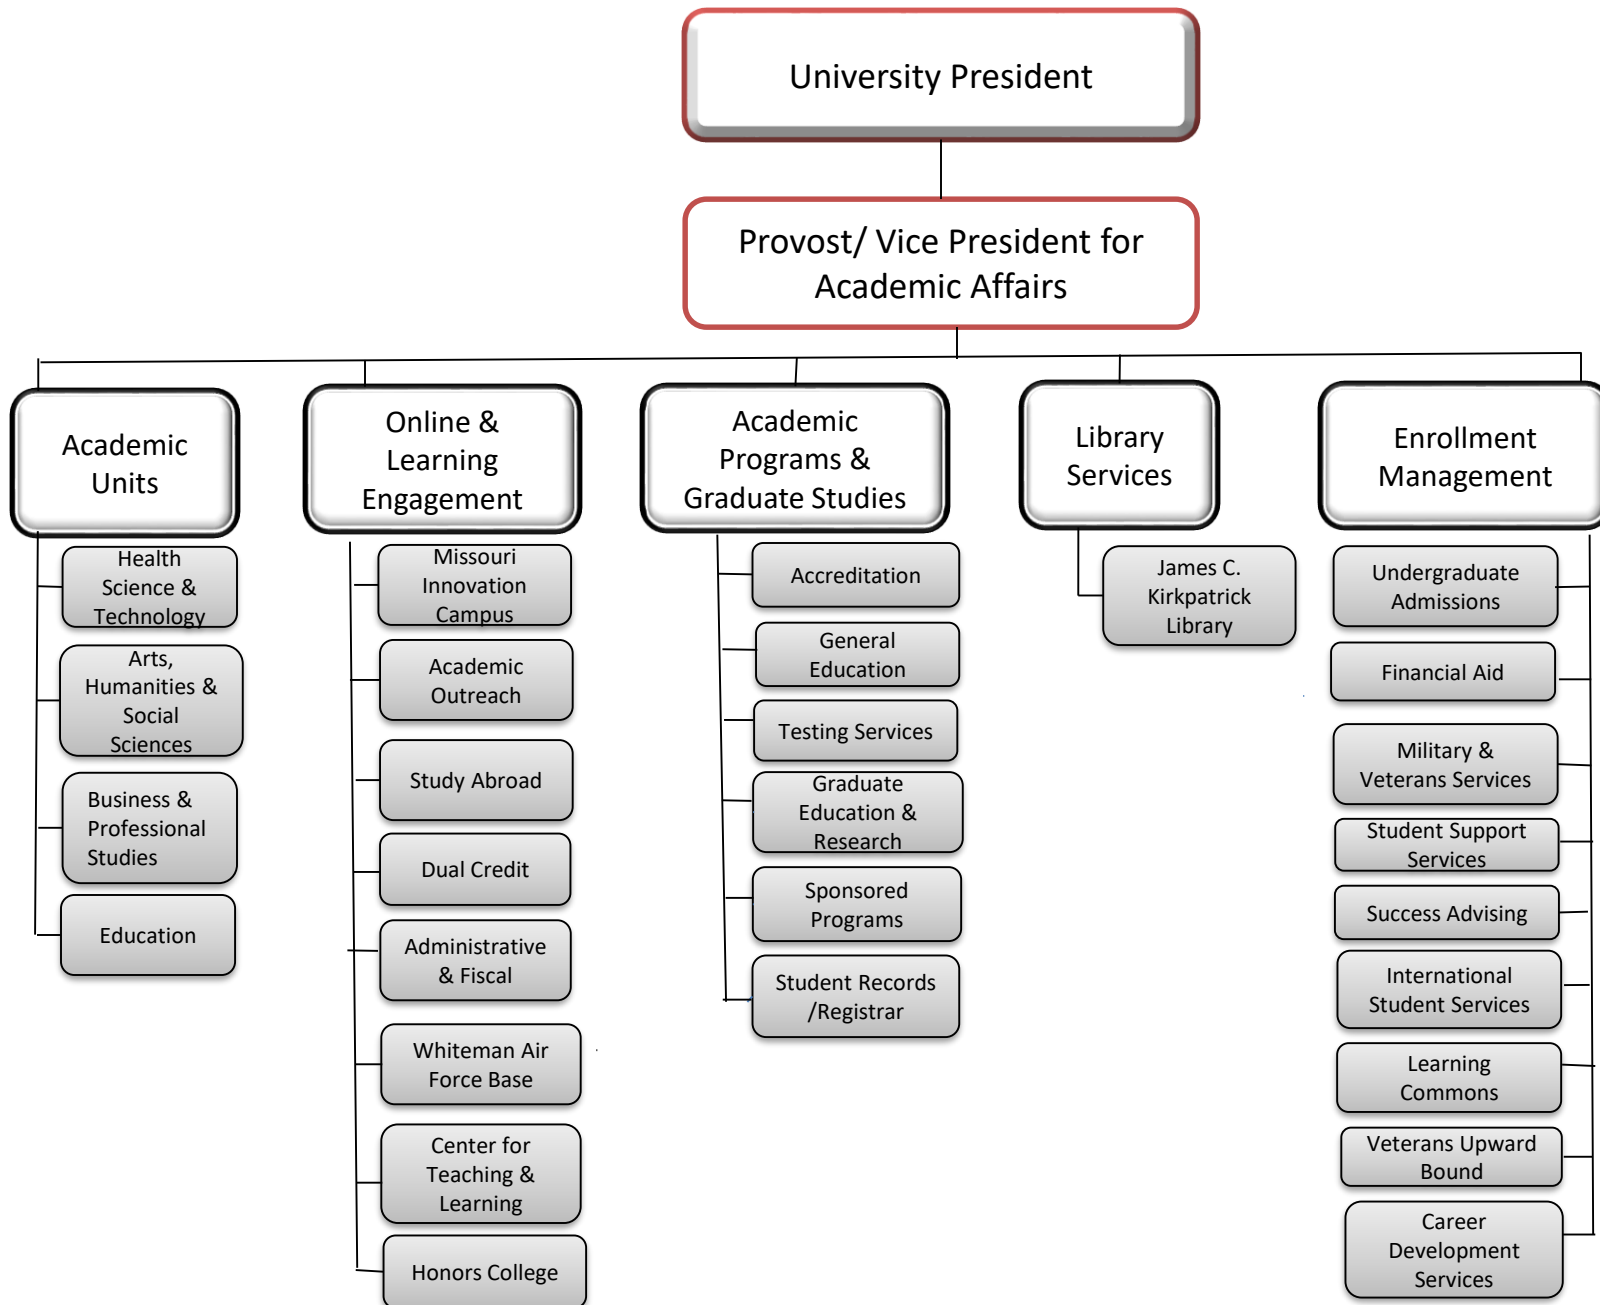 University President
Provost/ Vice President for
Academic Affairs
Academic
Units
Health
Science &
Technology
Arts,
Humanities &
Social
Sciences
Business &
Professional
Studies
Education
Online &
Learning
Engagement
Missouri
Innovation
Campus
Academic
Outreach
Study Abroad
Dual Credit
Administrative
& Fiscal
Whiteman Air
Force Base
Center for
Teaching &
Learning
Honors College
Academic
Programs &
Graduate Studies
Accreditation
General
Education
Testing Services
Graduate
Education &
Research
Sponsored
Programs
Student Records
/Registrar
Library
Services
James C.
Kirkpatrick
Library
Enrollment
Management
Undergraduate
Admissions
Financial Aid
Military &
Veterans Services
Student Support
Services
Success Advising
International
Student Services
Learning
Commons
Veterans Upward
Bound
Career
Development
Services